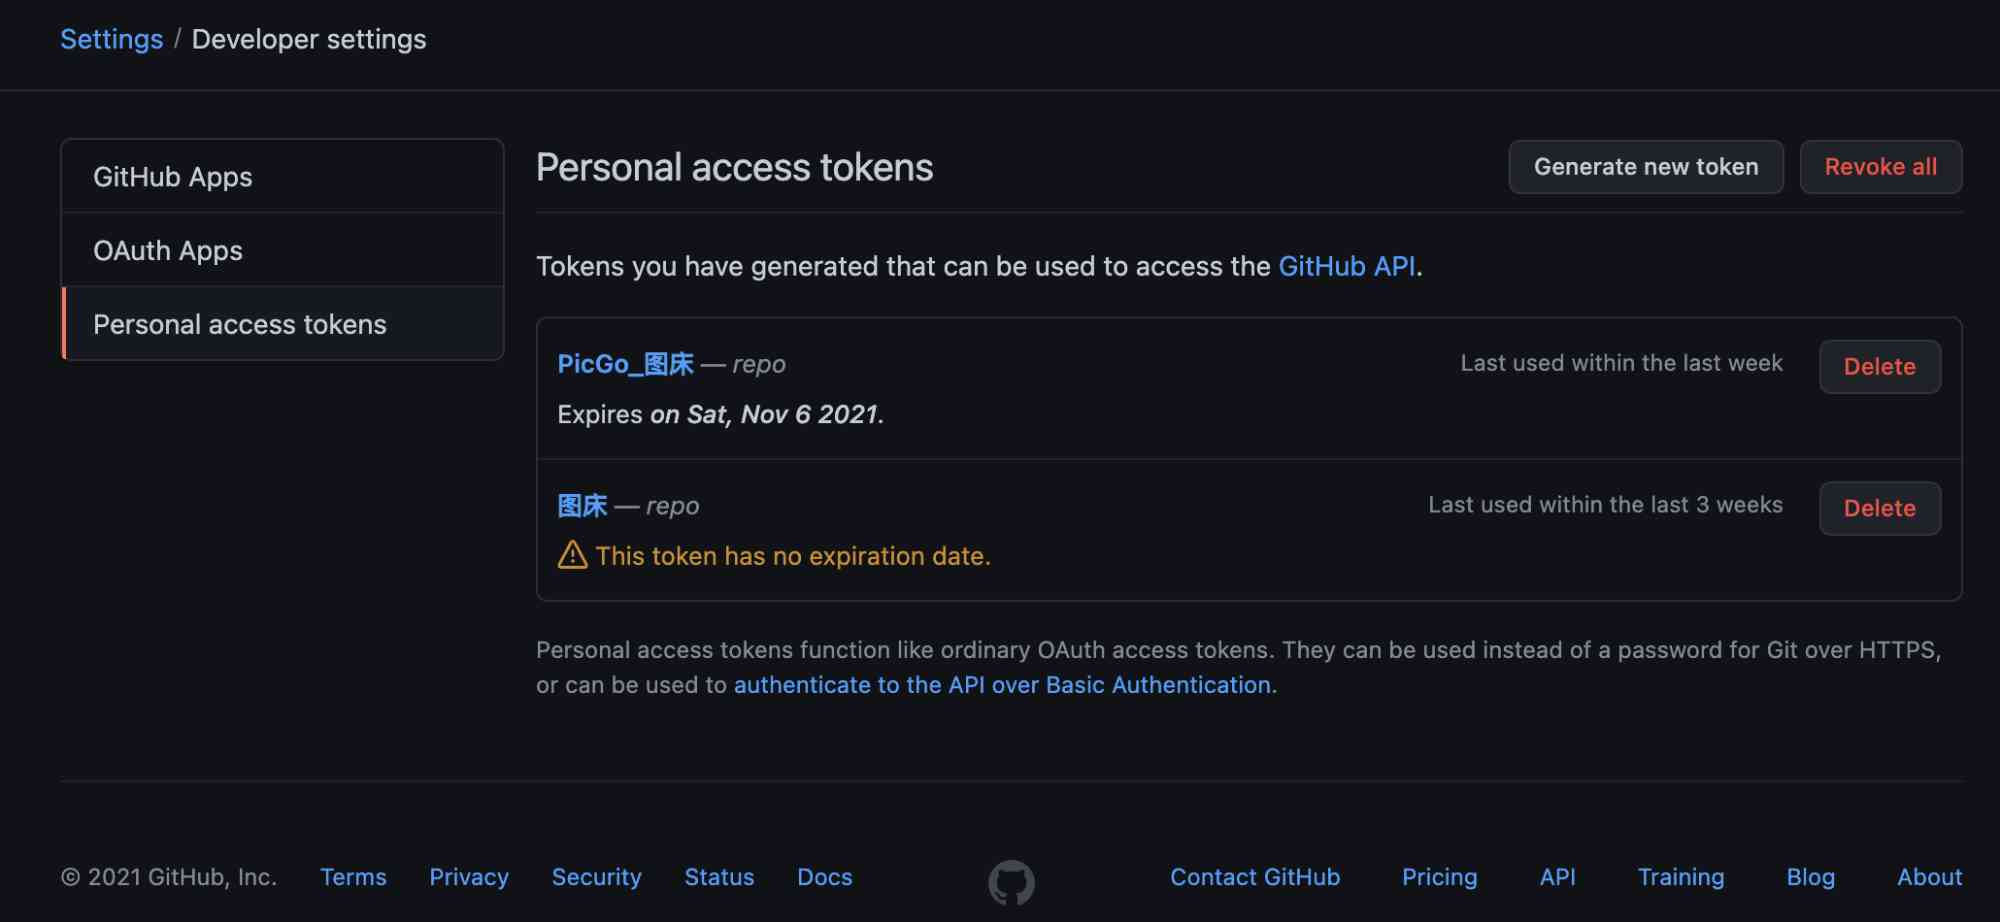 Settings / Developer settings
GitHub Apps
OAuth Apps
Personal access tokens
Personal access tokens
Generate new token
Revoke all
Tokens you have generated that can be used to access the GitHub API.
PicGo_图床 — repo
Last used within the last week
Delete
Expires on Sat, Nov 6 2021.
图床 — repo
Last used within the last 3 weeks
Delete
This token has no expiration date.
Personal access tokens function like ordinary OAuth access tokens. They can be used instead of a password for Git over HTTPS,
or can be used to authenticate to the API over Basic Authentication.
© 2021 GitHub, Inc.
Terms
Privacy
Security
Status
Docs
Contact GitHub
Pricing
API
Training
Blog
About